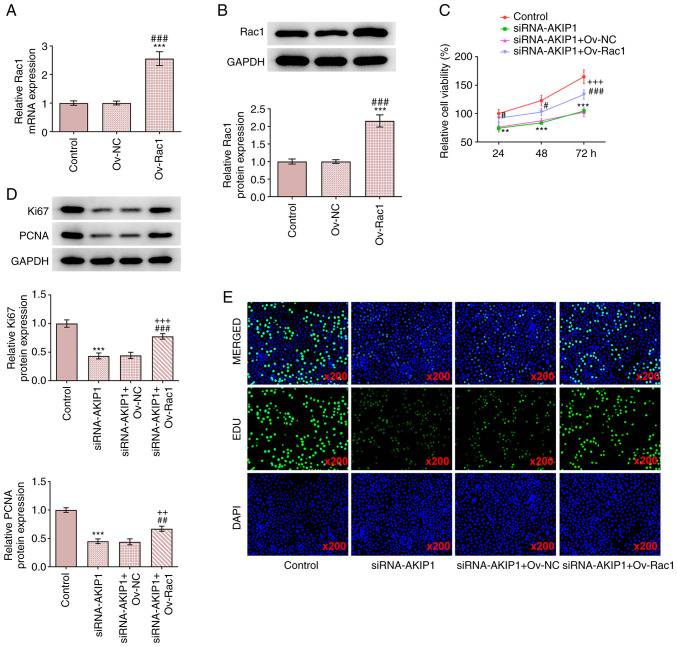 A
Relative Rac1
mRNA expression
3
2
1
0
###
***
Control
Ov-NC
Ov-Rac1
B
Rac1
GAPDH
Relative Rac1
protein expression
2.5
2.0
1.5
1.0
0.5
0.0
###
***
Control
Ov-NC
Ov-Rac1
C
Control
siRNA-AKIP1
siRNA-AKIP1+Ov-NC
siRNA-AKIP1+Ov-Rac1
Relative cell viability (%)
200
150
100
50
#
**
#
***
+++
###
***
24
48
72 h
D
Ki67
PCNA
GAPDH
Relative Ki67
protein expression
1.5
1.0
0.5
0.0
***
+++
###
Control
siRNA-AKIP1
siRNA-AKIP1+
Ov-NC
siRNA-AKIP1+
Ov-Rac1
Relative PCNA
protein expression
1.5
1.0
0.5
0.0
***
++
##
Control
siRNA-AKIP1
siRNA-AKIP1+
Ov-NC
siRNA-AKIP1+
Ov-Rac1
E
MERGED
x200
x200
x200
x200
EDU
x200
x200
x200
x200
DAPI
x200
x200
x200
x200
Control
siRNA-AKIP1
siRNA-AKIP1+Ov-NC
siRNA-AKIP1+Ov-Rac1